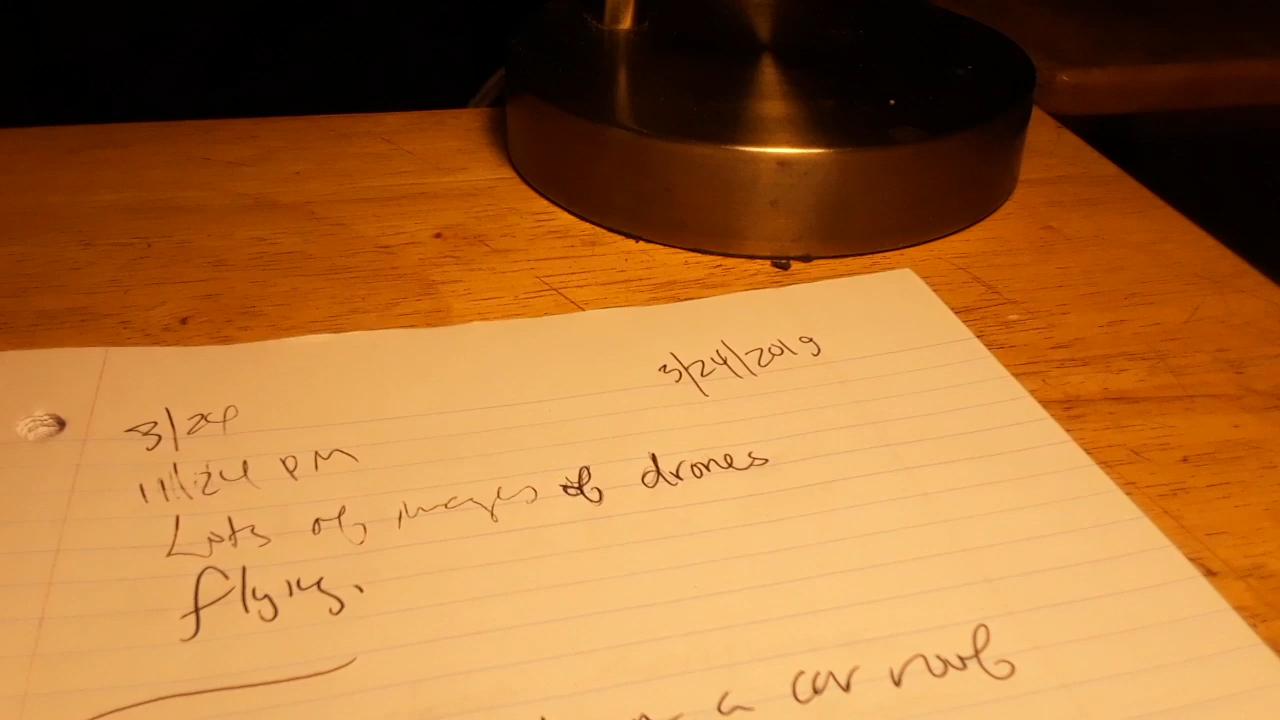 3/24/2019
3/24
11:24 PM
Lots of images of drones
flying.
a car roof